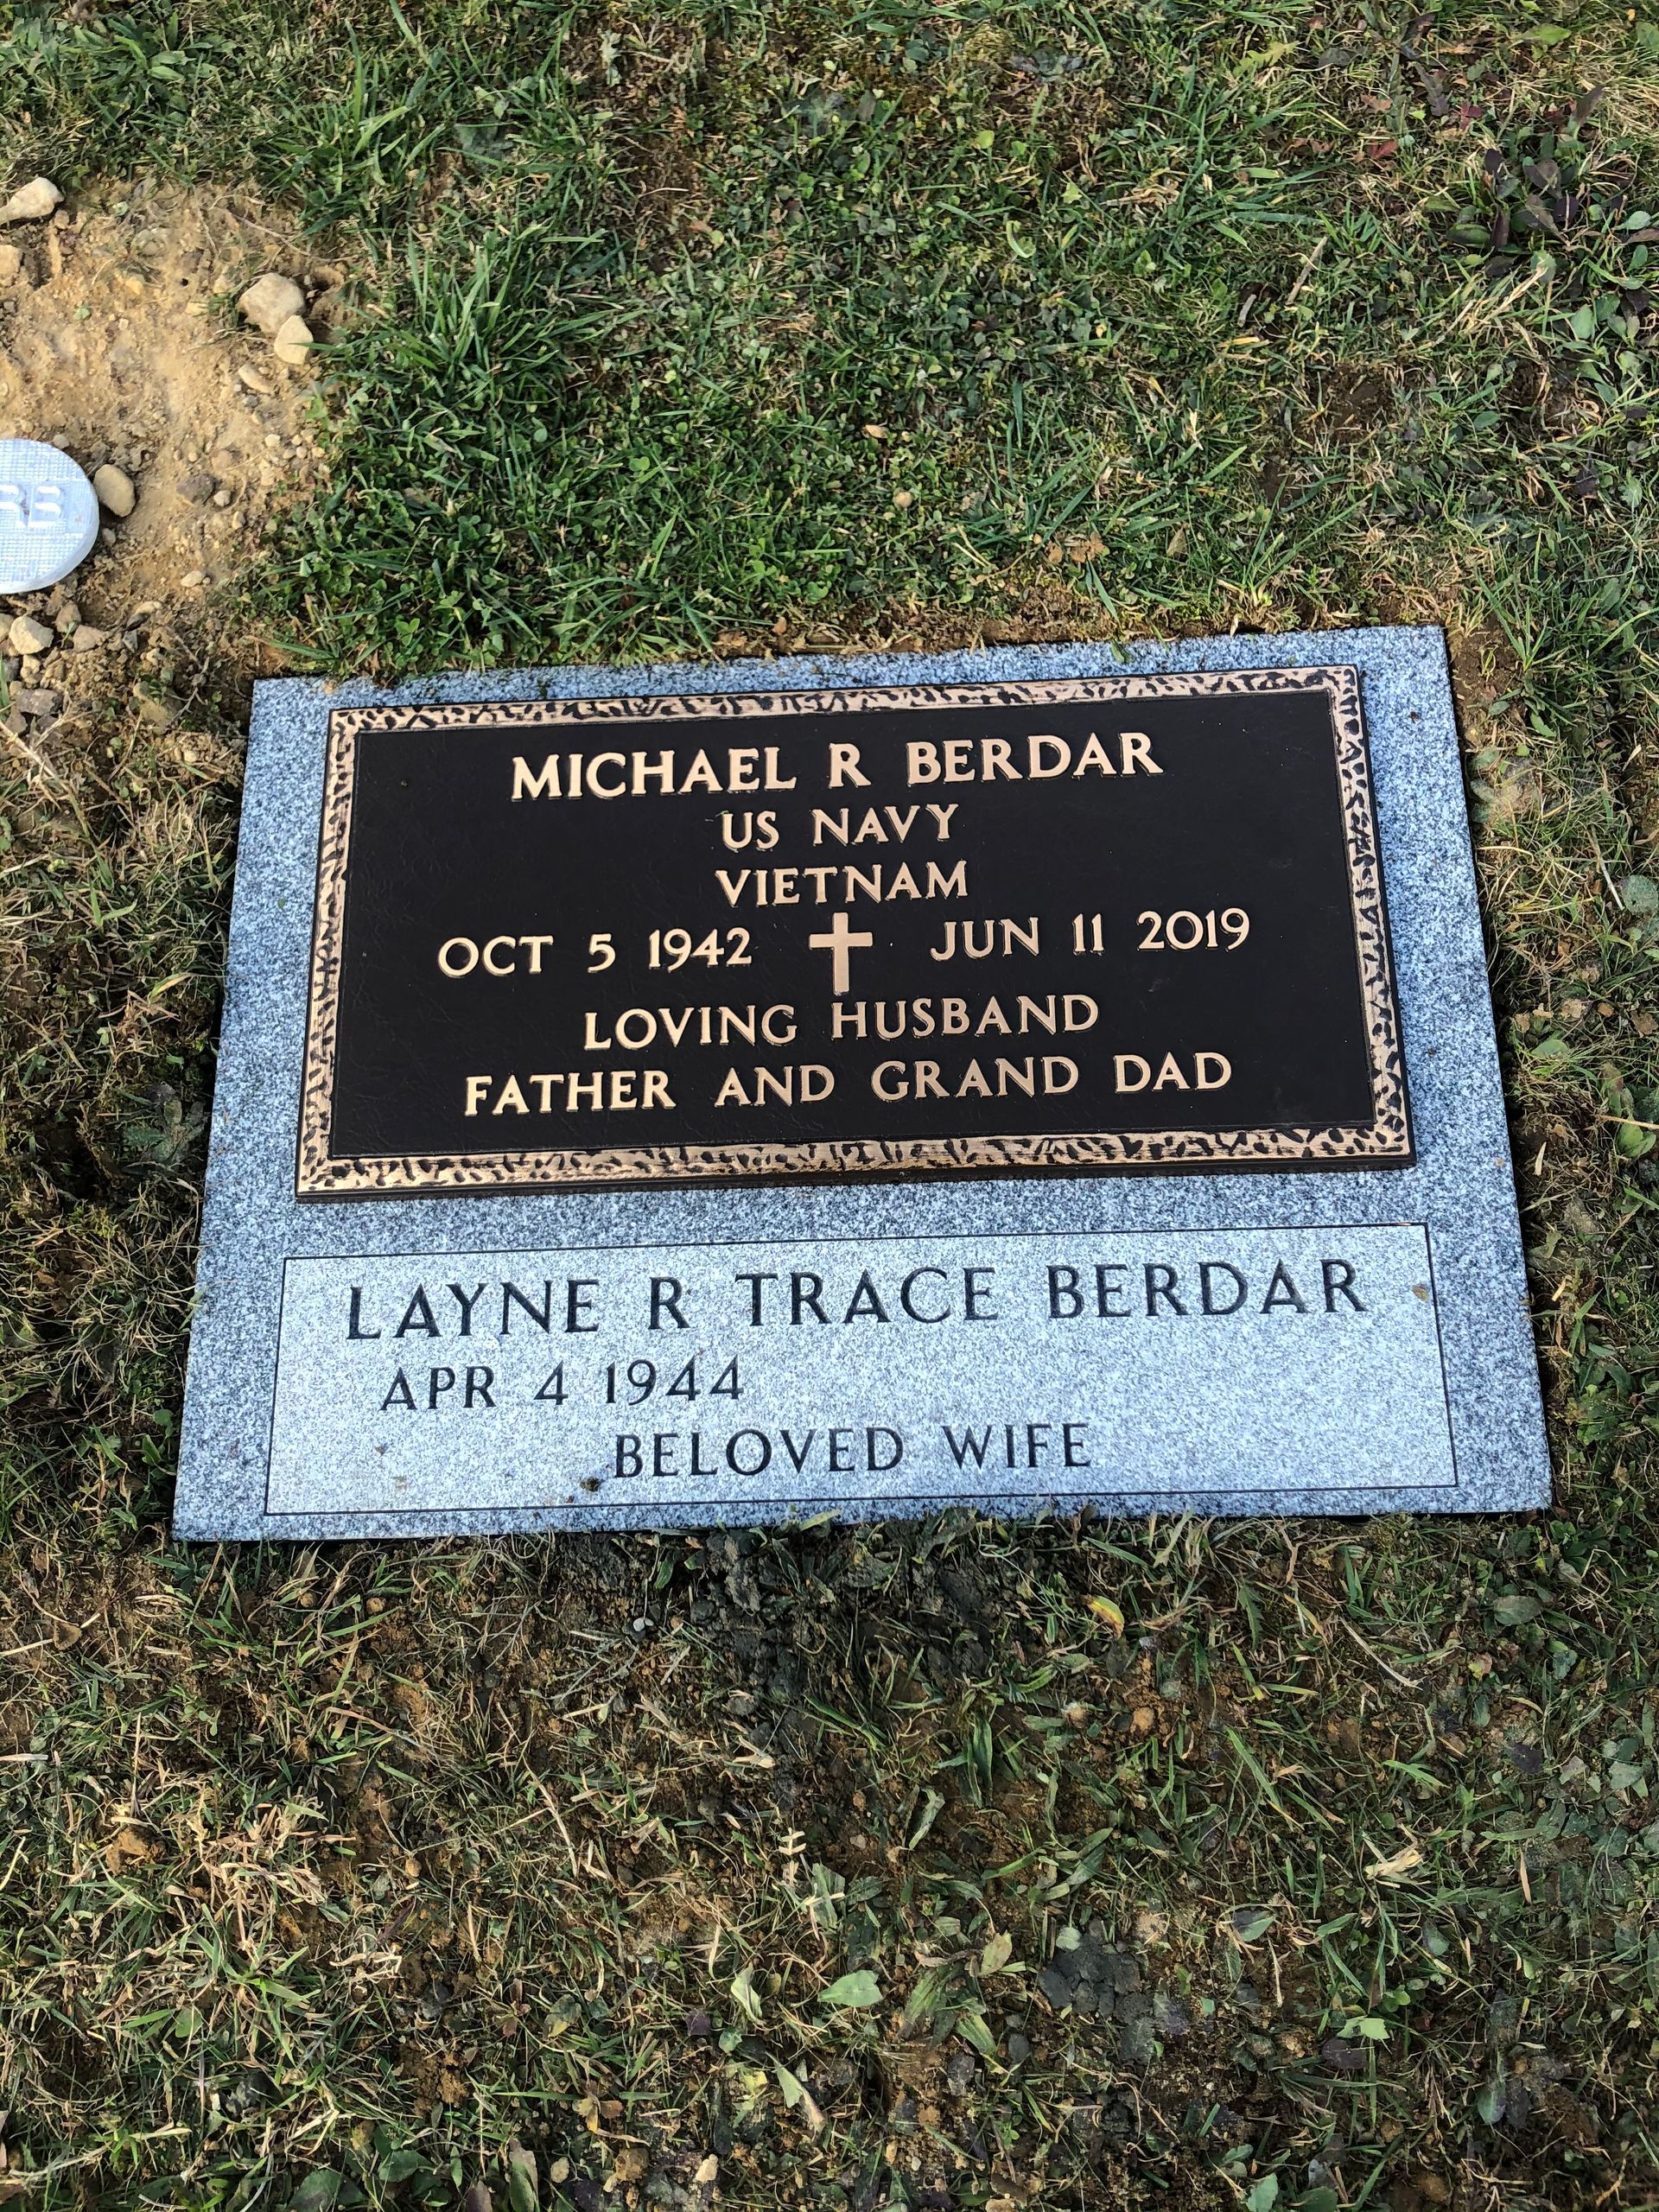 RB
MICHAEL R BERDAR
US NAVY
VIETNAM
OCT 5 1942 JUN 11 2019
LOVING HUSBAND
FATHER AND GRAND DAD
LAYNE R TRACE BERDAR
APR 4 1944
BELOVED WIFE